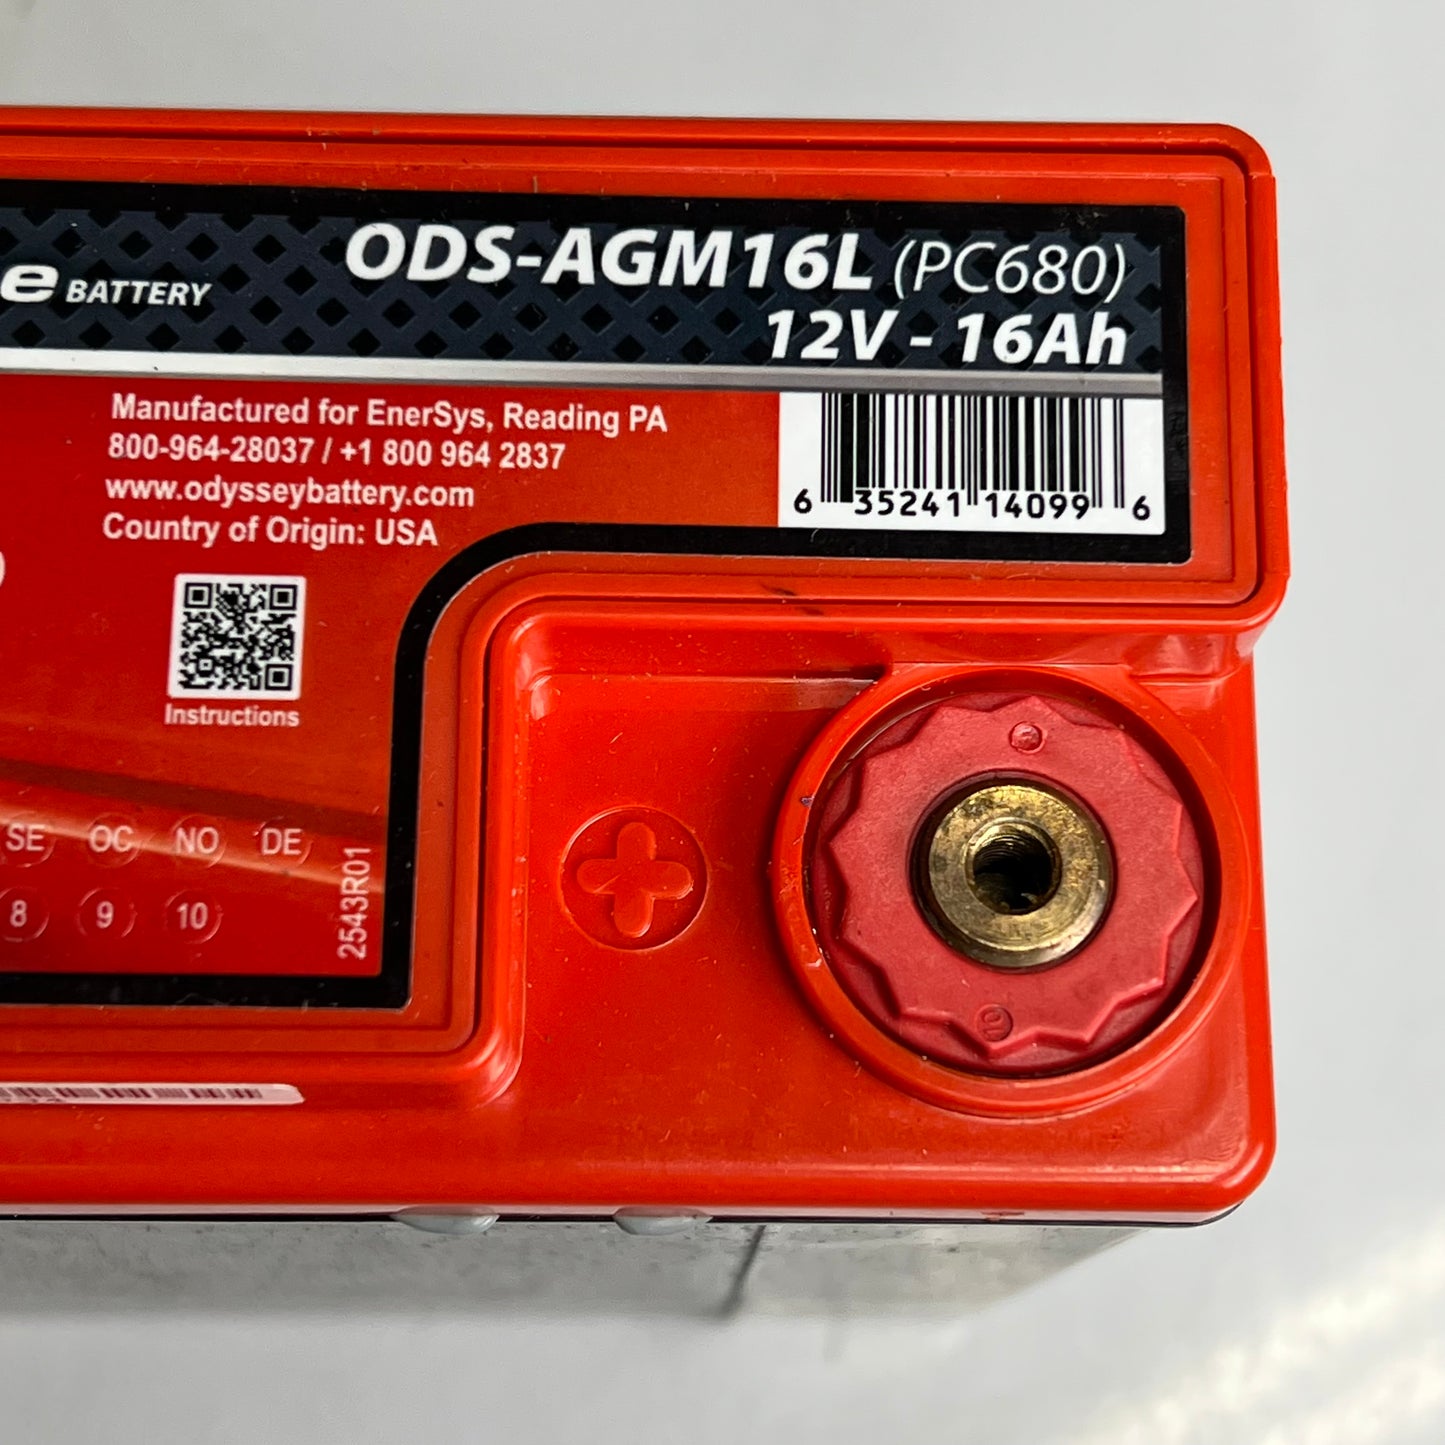 ODS-AGM16L (PC680)
e BATTERY
12V - 16Ah
Manufactured for EnerSys, Reading PA
800-964-28037 / +1 800 964 2837
www.odysseybattery.com
Country of Origin: USA
6 35241 14099 6
Instructions
SE OC NO DE
8 9 10
2543R01
+
10